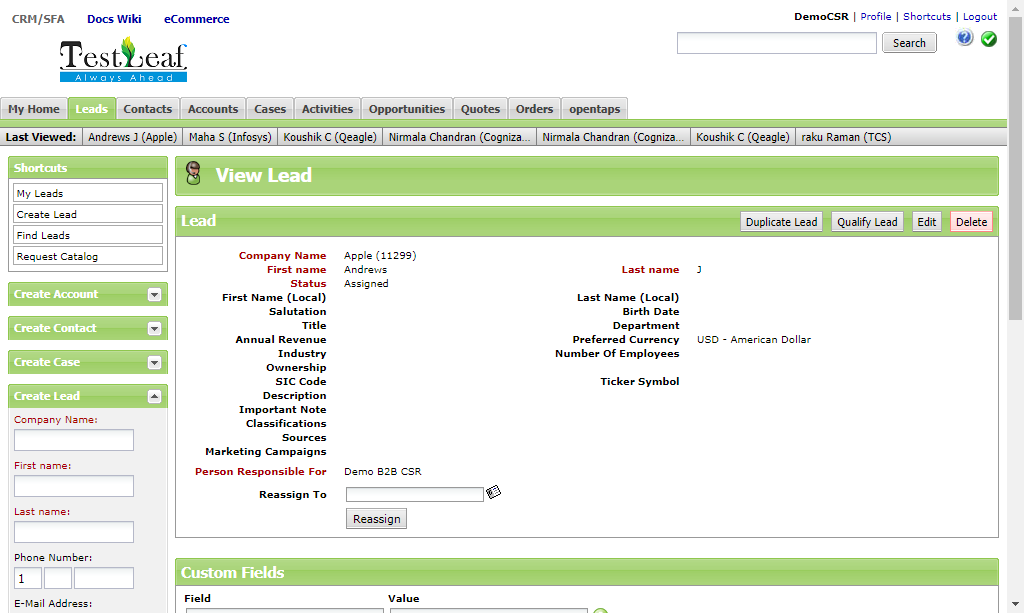 CRM/SFA Docs Wiki eCommerce
DemoCSR | Profile | Shortcuts | Logout
TestLeaf
Always Ahead
Search
My Home Leads Contacts Accounts Cases Activities Opportunities Quotes Orders opentaps
Last Viewed: Andrews J (Apple) Maha S (Infosys) Koushik C (Qeagle) Nirmala Chandran (Cogniza... Nirmala Chandran (Cogniza... Koushik C (Qeagle) raku Raman (TCS)
Shortcuts
My Leads
Create Lead
Find Leads
Request Catalog
Create Account
Create Contact
Create Case
Create Lead
Company Name:
First name:
Last name:
Phone Number:
1
E-Mail Address:
View Lead
Lead
Duplicate Lead Qualify Lead Edit Delete
Company Name Apple (11299)
First name Andrews Last name J
Status Assigned
First Name (Local) Last Name (Local)
Salutation Birth Date
Title Department
Annual Revenue Preferred Currency USD - American Dollar
Industry Number Of Employees
Ownership
SIC Code Ticker Symbol
Description
Important Note
Classifications
Sources
Marketing Campaigns
Person Responsible For Demo B2B CSR
Reassign To
Reassign
Custom Fields
Field Value